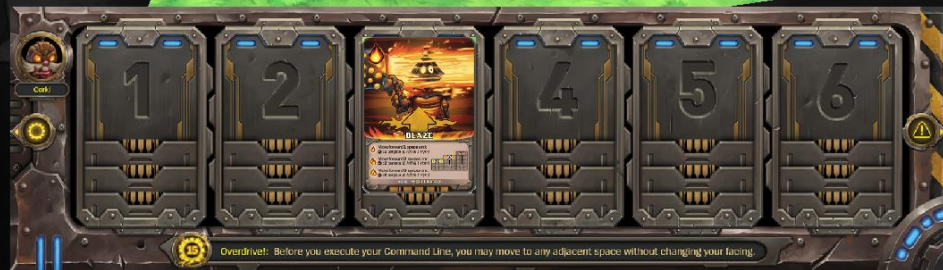 1
2
4
5
6
Corki
BLAZE
15
Overdrive!: Before you execute your Command Line, you may move to any adjacent space without changing your facing.